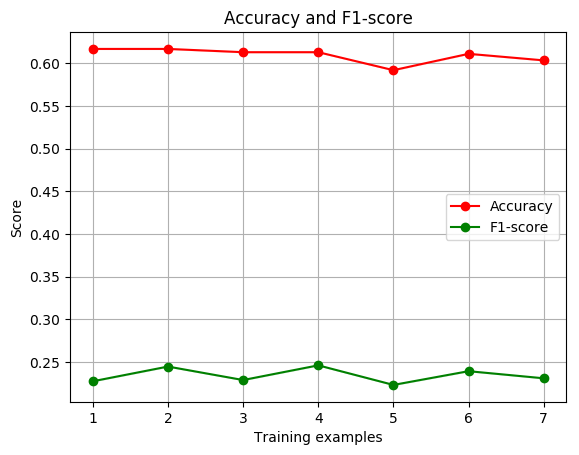 Accuracy and F1-score
0.60
0.55
0.50
0.45
0.40
0.35
0.30
0.25
Score
Accuracy
F1-score
1 2 3 4 5 6 7
Training examples